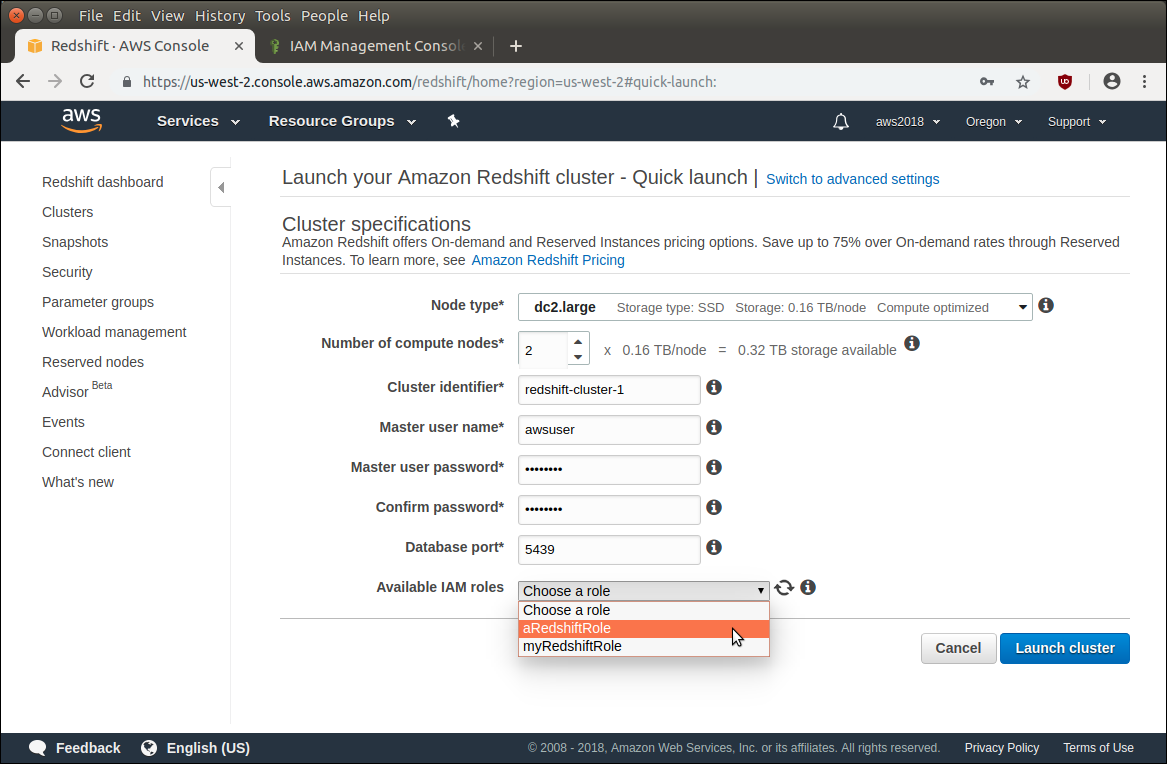 File Edit View History Tools People Help
Redshift · AWS Console
IAM Management Consol
https://us-west-2.console.aws.amazon.com/redshift/home?region=us-west-2#quick-launch:
aws Services Resource Groups aws2018 Oregon Support
Redshift dashboard
Clusters
Snapshots
Security
Parameter groups
Workload management
Reserved nodes
Advisor Beta
Events
Connect client
What's new
Launch your Amazon Redshift cluster - Quick launch | Switch to advanced settings
Cluster specifications
Amazon Redshift offers On-demand and Reserved Instances pricing options. Save up to 75% over On-demand rates through Reserved
Instances. To learn more, see Amazon Redshift Pricing
Node type* dc2.large Storage type: SSD Storage: 0.16 TB/node Compute optimized
Number of compute nodes* 2 x 0.16 TB/node = 0.32 TB storage available
Cluster identifier* redshift-cluster-1
Master user name* awsuser
Master user password* ••••••••
Confirm password* ••••••••
Database port* 5439
Available IAM roles Choose a role
Choose a role
aRedshiftRole
myRedshiftRole
Cancel Launch cluster
Feedback English (US) © 2008 - 2018, Amazon Web Services, Inc. or its affiliates. All rights reserved. Privacy Policy Terms of Use